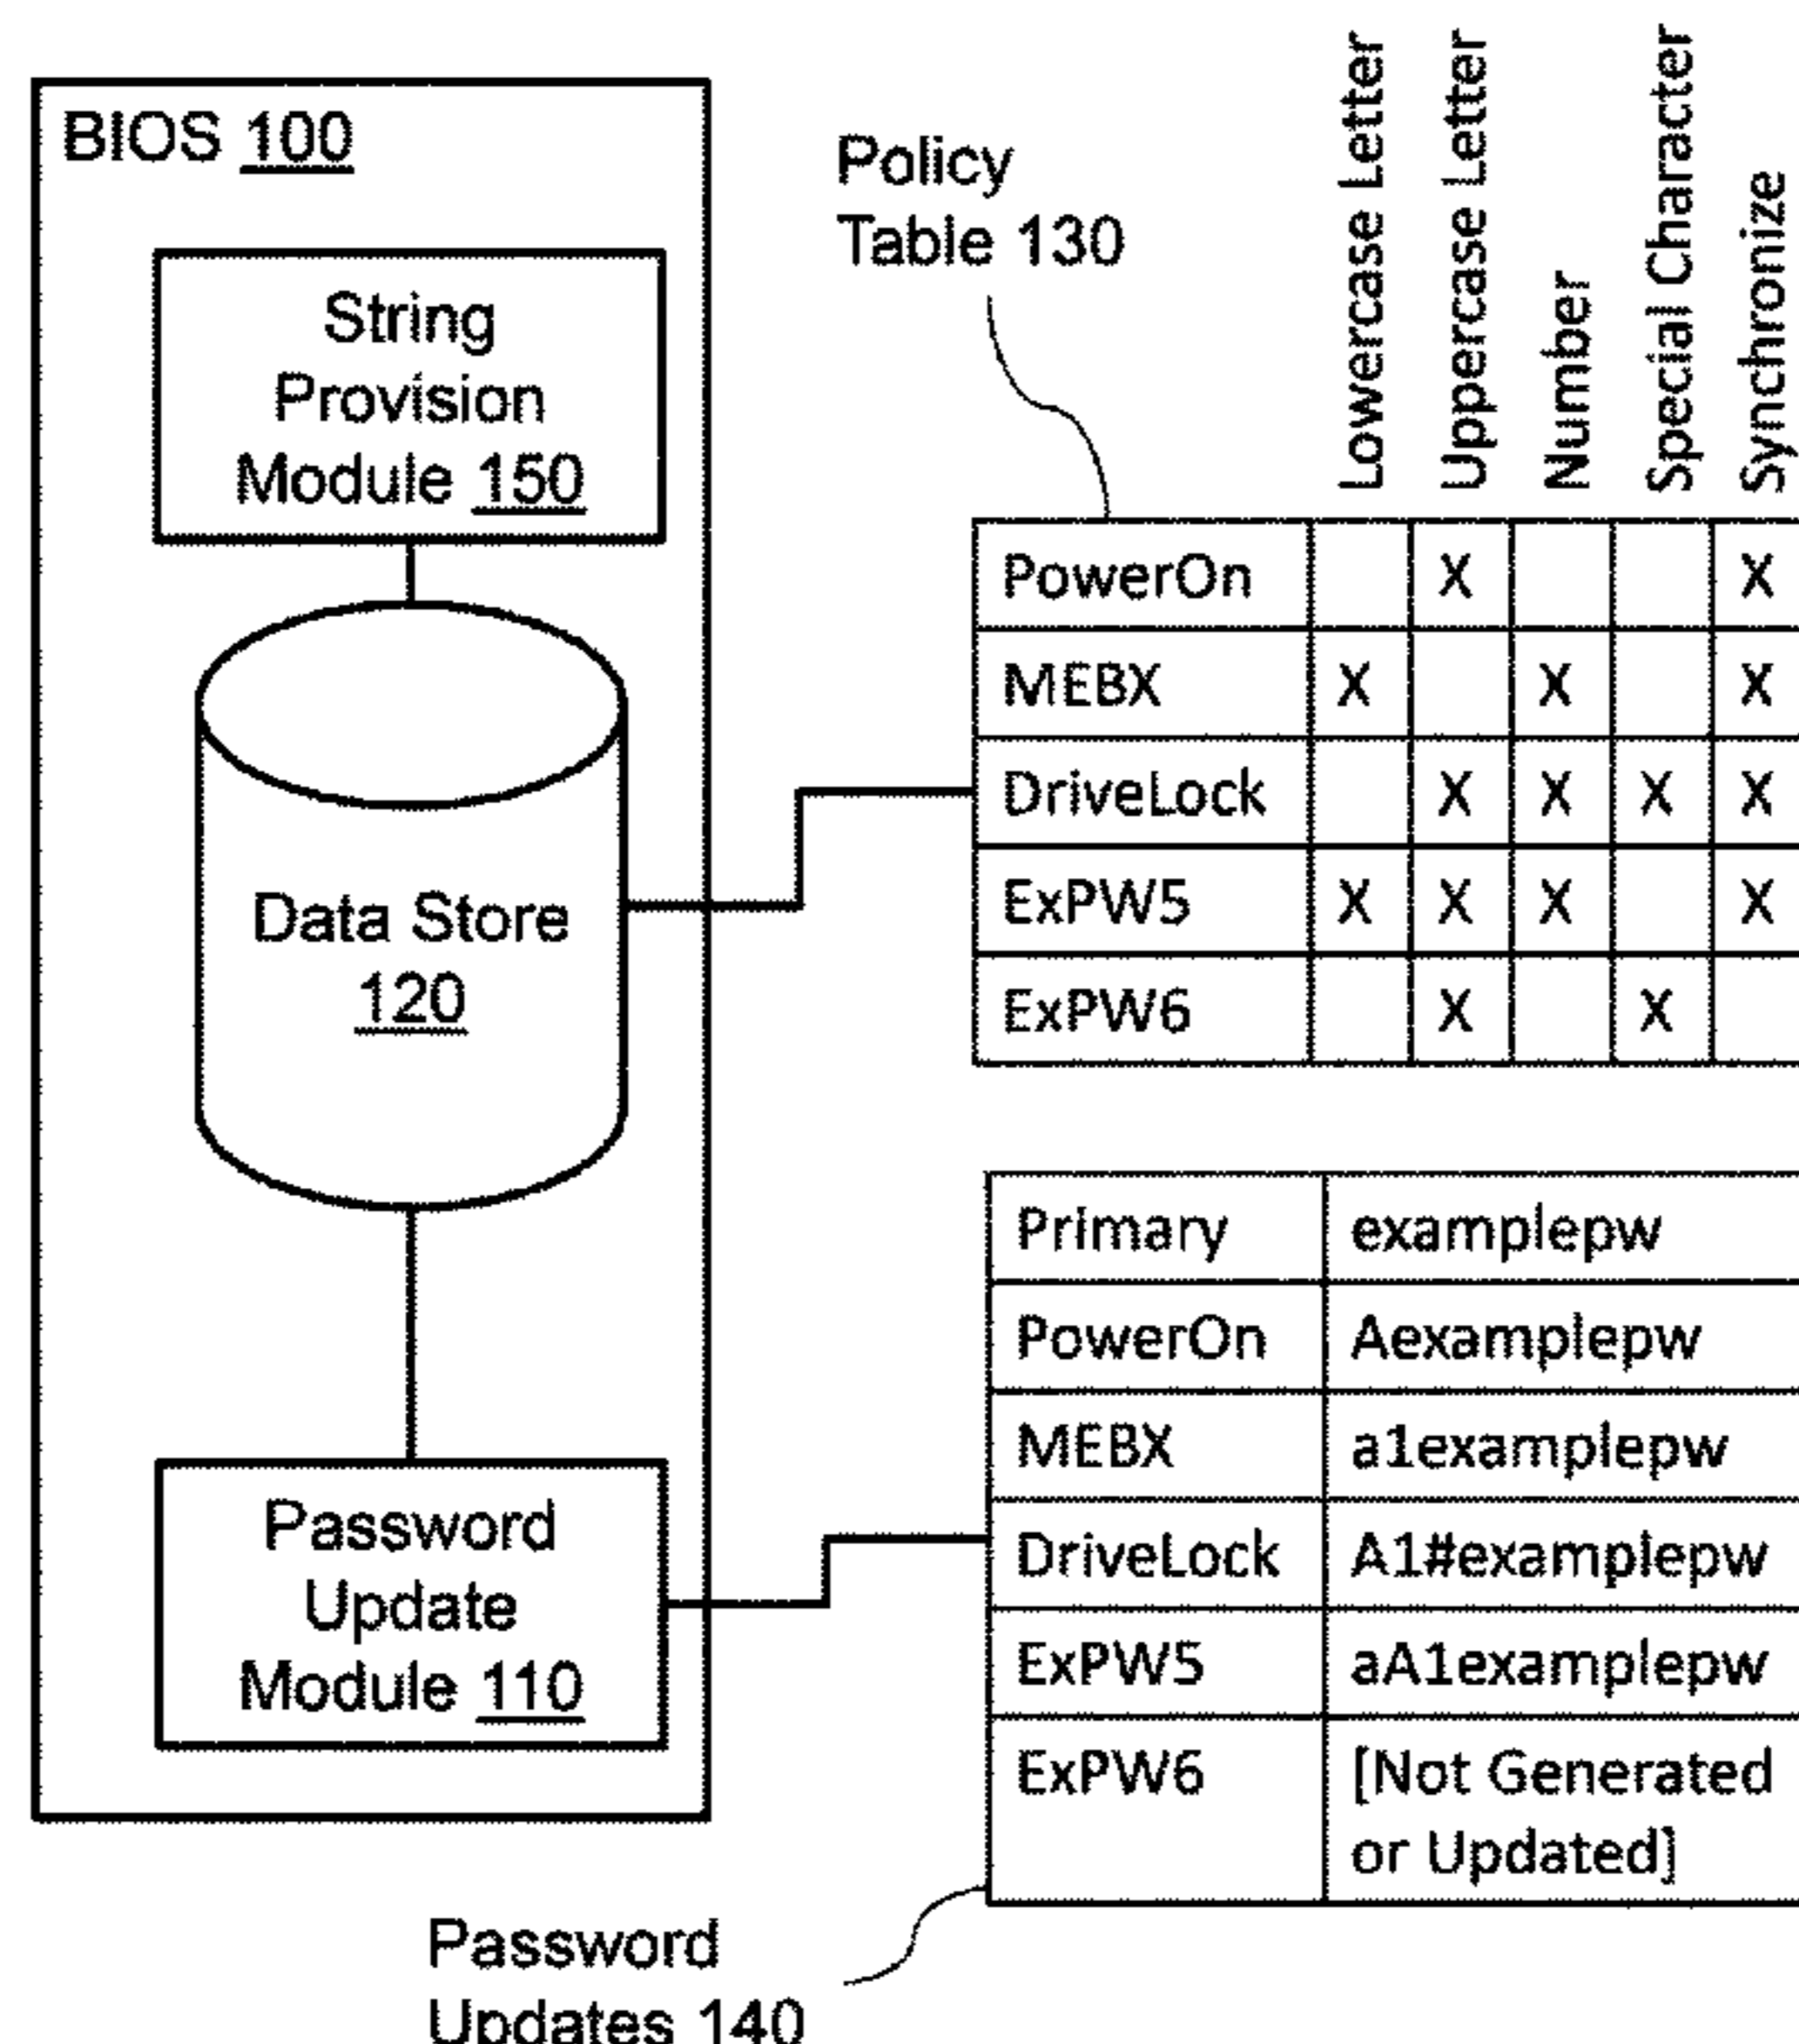 BIOS 100
String
Provision
Module 150
Data Store
120
Password
Update
Module 110
Policy
Table 130
Lowercase Letter
Uppercase Letter
Number
Special Character
Synchronize
PowerOn X X
MEBX X X X
DriveLock X X X X
ExPW5 X X X X
ExPW6 X X
Primary examplepw
PowerOn Aexamplepw
MEBX a1examplepw
DriveLock A1#examplepw
ExPW5 aA1examplepw
ExPW6 [Not Generated
or Updated]
Password
Updates 140